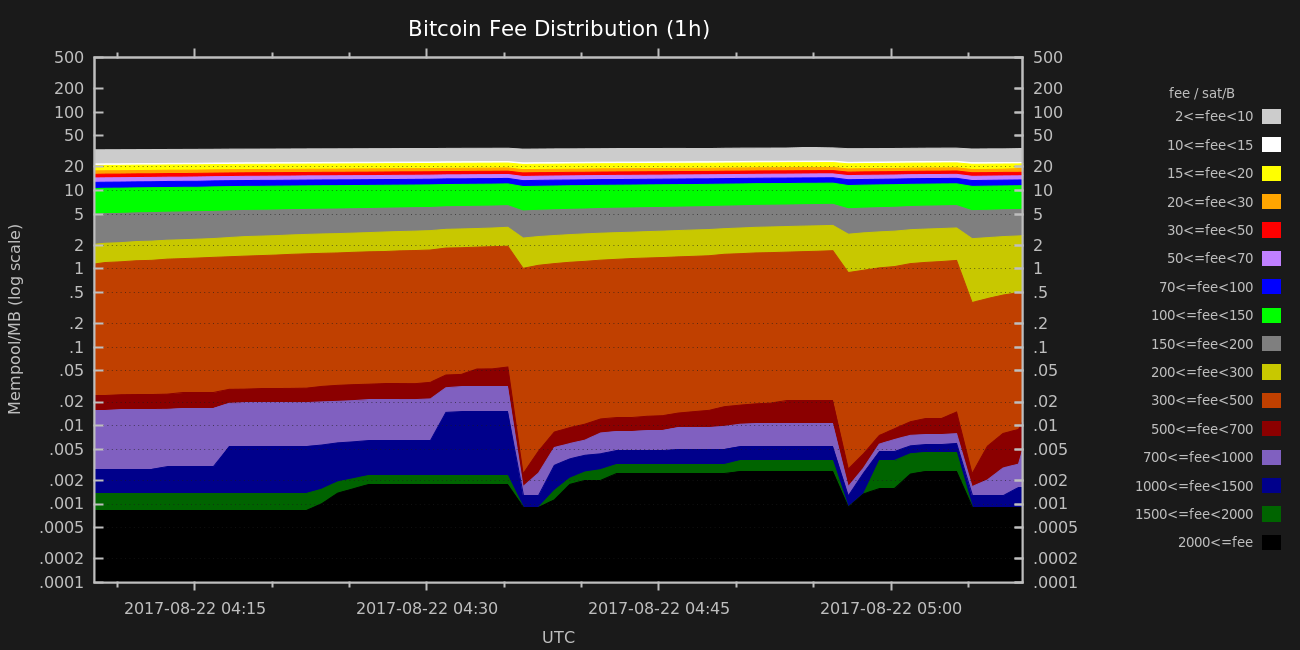 Bitcoin Fee Distribution (1h)
Mempool/MB (log scale)
500
200
100
50
20
10
5
2
1
.5
.2
.1
.05
.02
.01
.005
.002
.001
.0005
.0002
.0001
500
200
100
50
20
10
5
2
1
.5
.2
.1
.05
.02
.01
.005
.002
.001
.0005
.0002
.0001
2017-08-22 04:15
2017-08-22 04:30
2017-08-22 04:45
2017-08-22 05:00
UTC
fee / sat/B
2<=fee<10
10<=fee<15
15<=fee<20
20<=fee<30
30<=fee<50
50<=fee<70
70<=fee<100
100<=fee<150
150<=fee<200
200<=fee<300
300<=fee<500
500<=fee<700
700<=fee<1000
1000<=fee<1500
1500<=fee<2000
2000<=fee